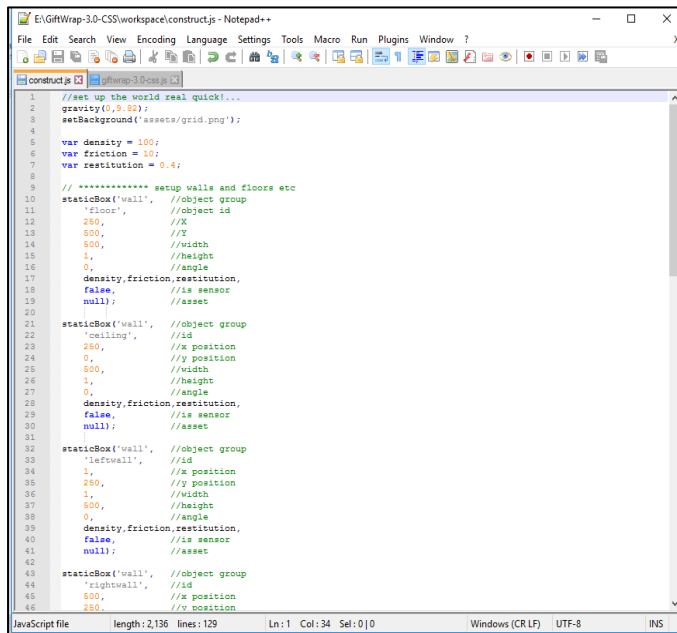 E:\GiftWrap-3.0-CSS\workspace\construct.js - Notepad++
File Edit Search View Encoding Language Settings Tools Macro Run Plugins Window ?
construct.js giftwrap-3.0-css.js
1 //set up the world real quick!...
2 gravity(0,9.82);
3 setBackground('assets/grid.png');
4
5 var density = 100;
6 var friction = 10;
7 var restitution = 0.4;
8
9 // ************* setup walls and floors etc
10 staticBox('wall', //object group
11 'floor', //object id
12 250, //X
13 500, //Y
14 500, //width
15 1, //height
16 0, //angle
17 density,friction,restitution,
18 false, //is sensor
19 null); //asset
20
21 staticBox('wall', //object group
22 'ceiling', //id
23 250, //x position
24 0, //y position
25 500, //width
26 1, //height
27 0, //angle
28 density,friction,restitution,
29 false, //is sensor
30 null); //asset
31
32 staticBox('wall', //object group
33 'leftwall', //id
34 1, //x position
35 250, //y position
36 1, //width
37 500, //height
38 0, //angle
39 density,friction,restitution,
40 false, //is sensor
41 null); //asset
42
43 staticBox('wall', //object group
44 'rightwall', //id
45 500, //x position
46 250, //y position
JavaScript file length : 2,136 lines : 129 Ln : 1 Col : 34 Sel : 0 | 0 Windows (CR LF) UTF-8 INS